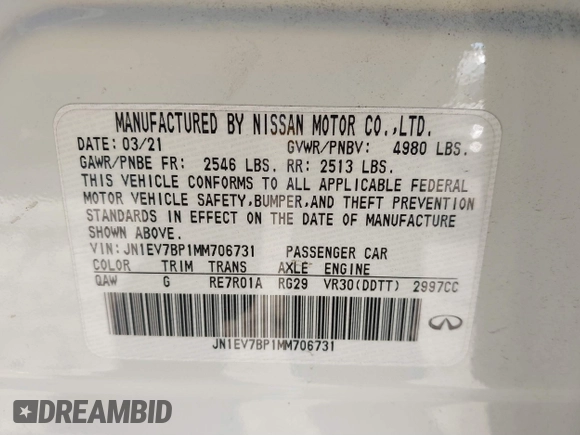 MANUFACTURED BY NISSAN MOTOR CO.,LTD.
DATE: 03/21 GVWR/PNBV: 4980 LBS.
GAWR/PNBE FR: 2546 LBS. RR: 2513 LBS.
THIS VEHICLE CONFORMS TO ALL APPLICABLE FEDERAL
MOTOR VEHICLE SAFETY,BUMPER,AND THEFT PREVENTION
STANDARDS IN EFFECT ON THE DATE OF MANUFACTURE
SHOWN ABOVE.
VIN:JN1EV7BP1MM706731 PASSENGER CAR
COLOR TRIM TRANS AXLE ENGINE
QAW G RE7R01A RG29 VR30(DDTT) 2997CC
JN1EV7BP1MM706731
DREAMBID